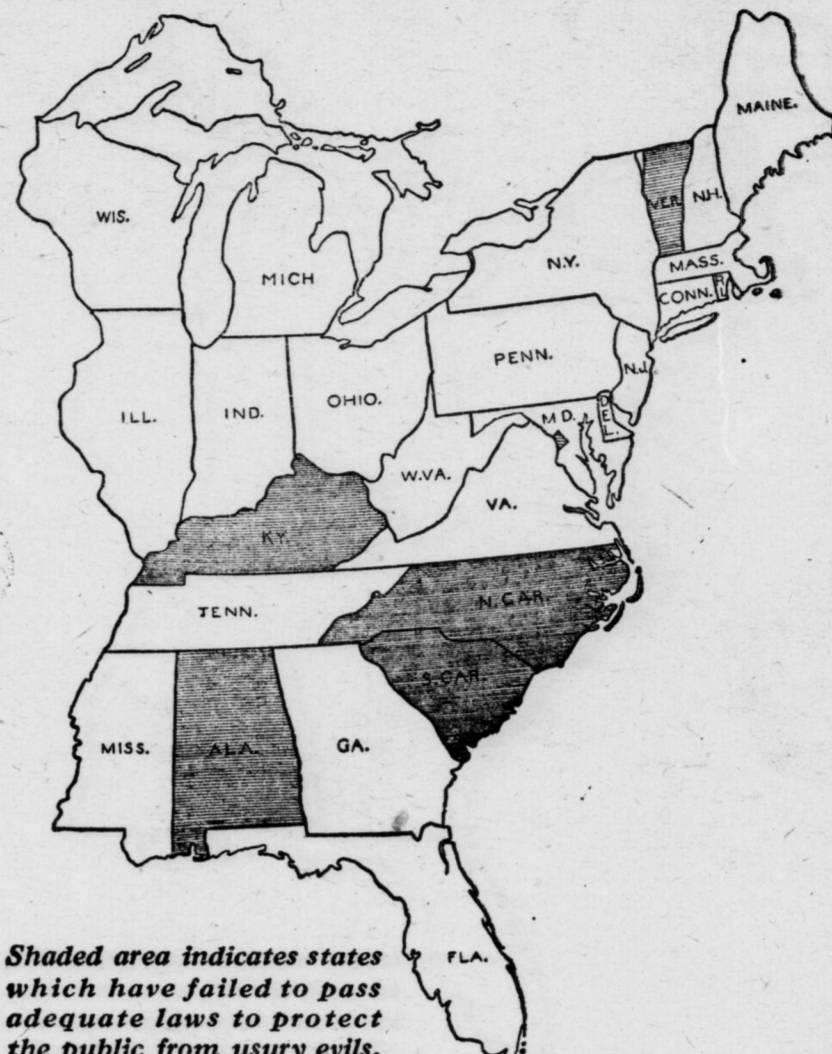 MAINE.
VER.
N.H.
WIS.
MICH
N.Y.
MASS.
CONN.
R.I.
PENN.
N.J.
ILL.
IND.
OHIO.
MD.
DEL.
W.VA.
VA.
KY.
TENN.
N.CAR.
S.CAR.
MISS.
ALA.
GA.
FLA.
Shaded area indicates states
which have failed to pass
adequate laws to protect
the public from usury evils.